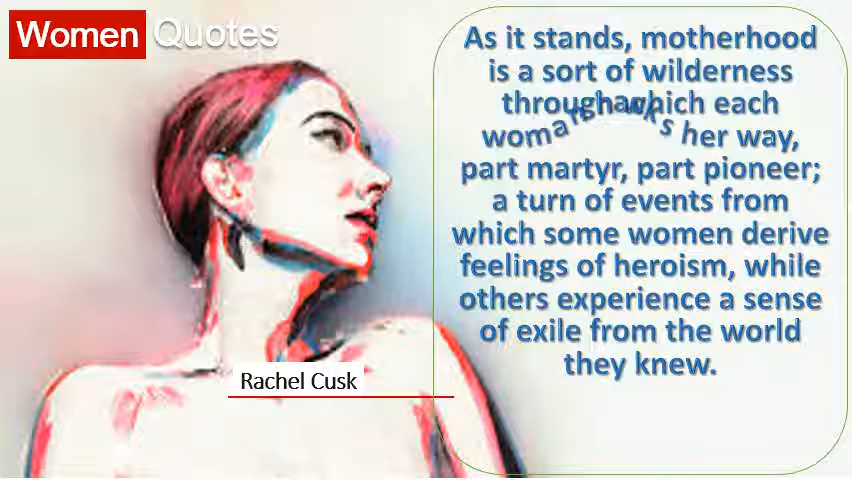 Women Quotes
As it stands, motherhood
is a sort of wilderness
through which each
woman hacks her way,
part martyr, part pioneer;
a turn of events from
which some women derive
feelings of heroism, while
others experience a sense
of exile from the world
they knew.
Rachel Cusk